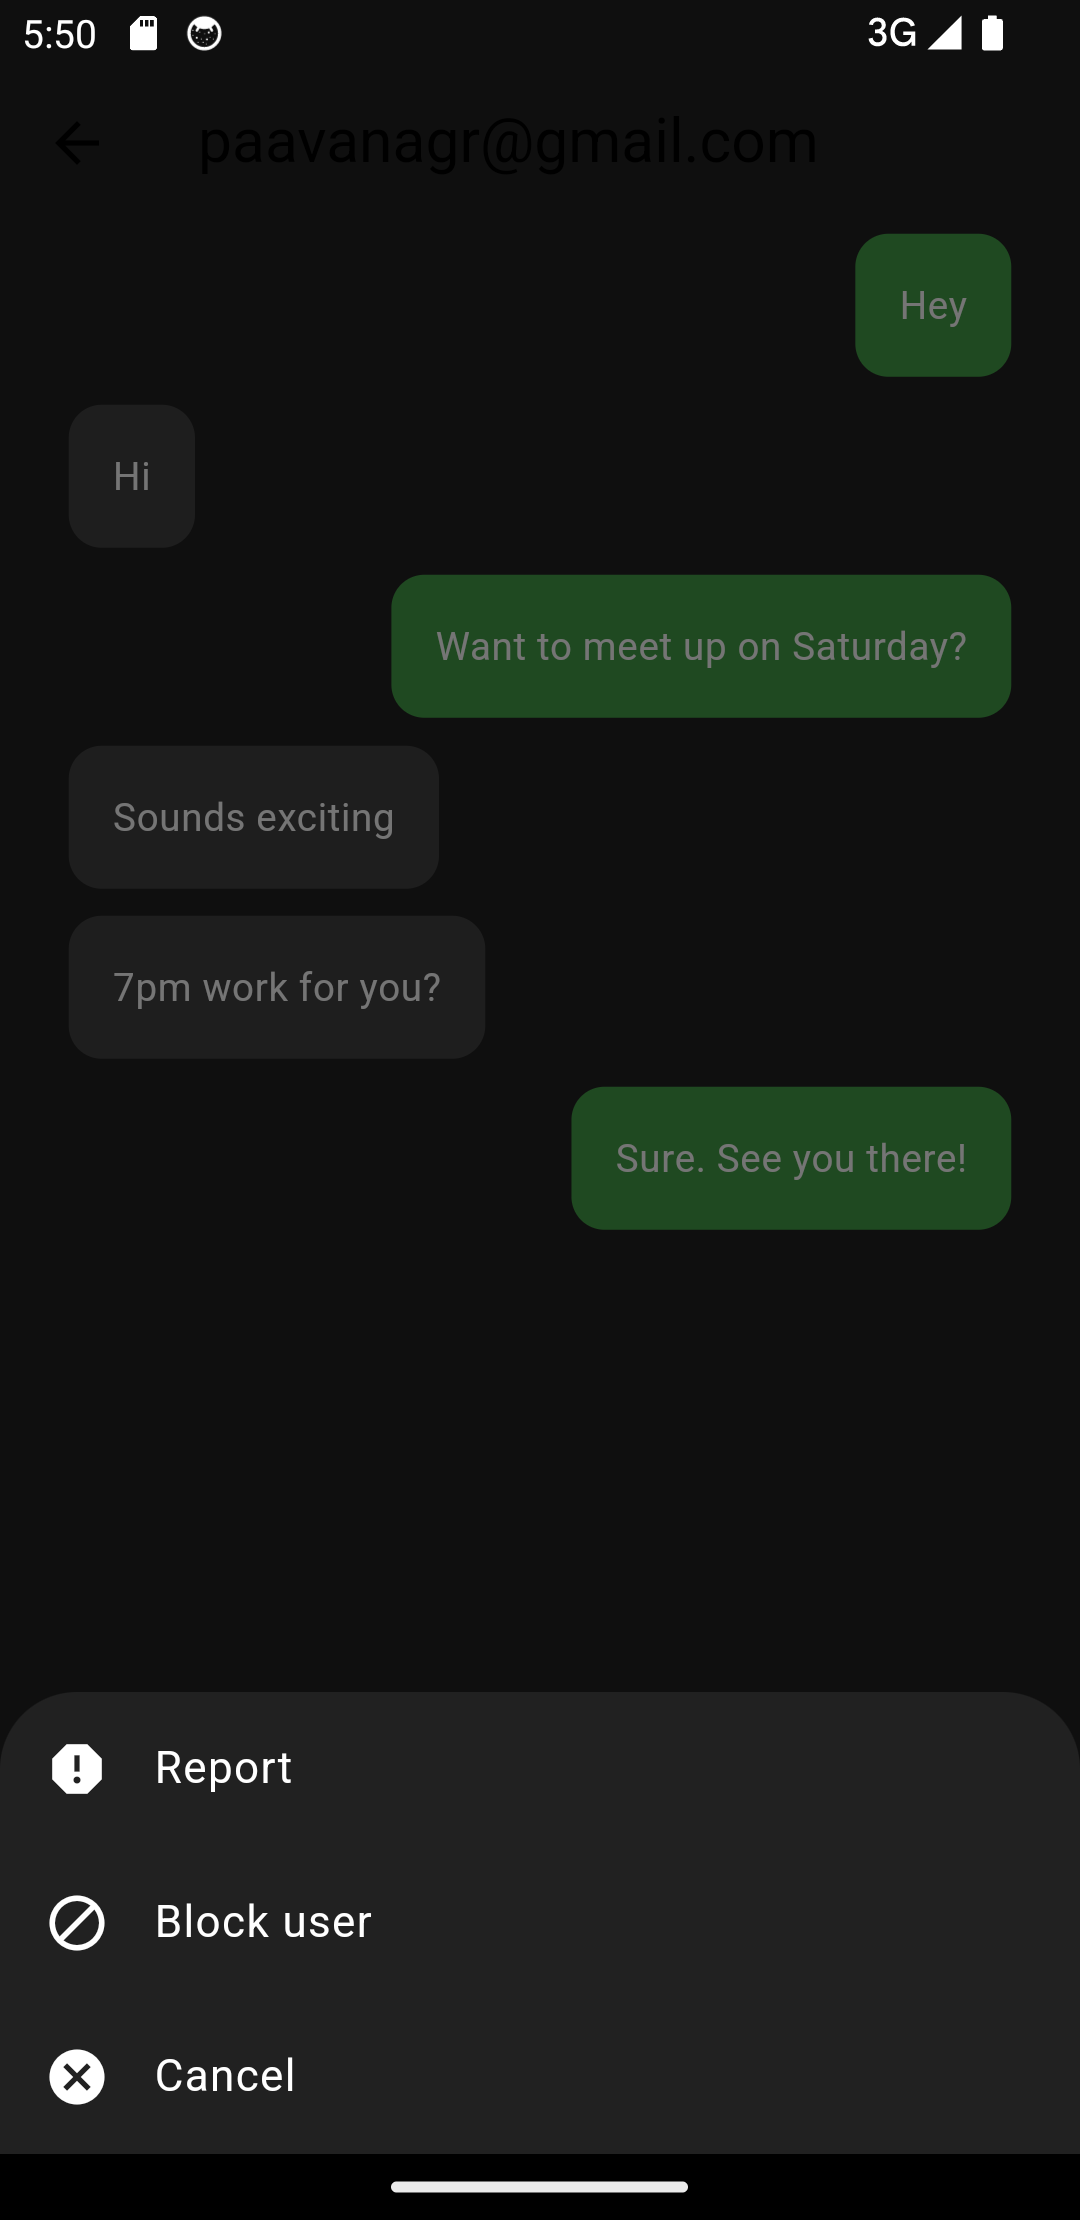 5:50
3G
paavanagr@gmail.com
Hey
Hi
Want to meet up on Saturday?
Sounds exciting
7pm work for you?
Sure. See you there!
Report
Block user
Cancel